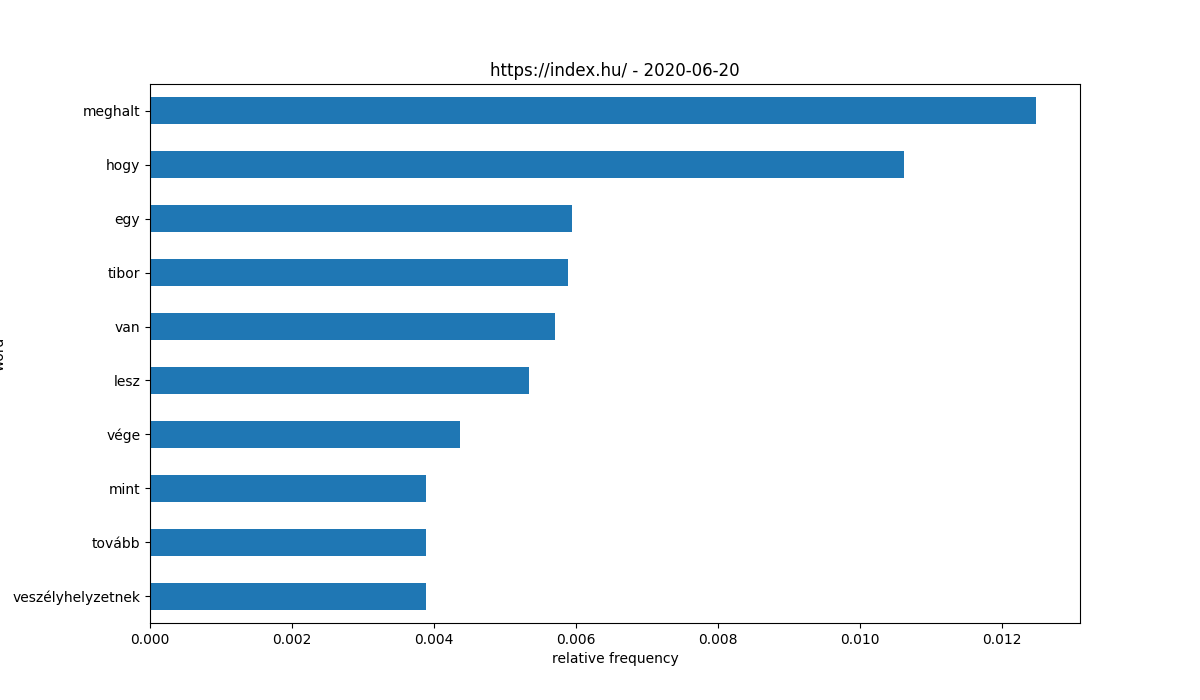 https://index.hu/ - 2020-06-20
meghalt
hogy
egy
tibor
van
lesz
vége
mint
tovább
veszélyhelyzetnek
0.000 0.002 0.004 0.006 0.008 0.010 0.012
relative frequency